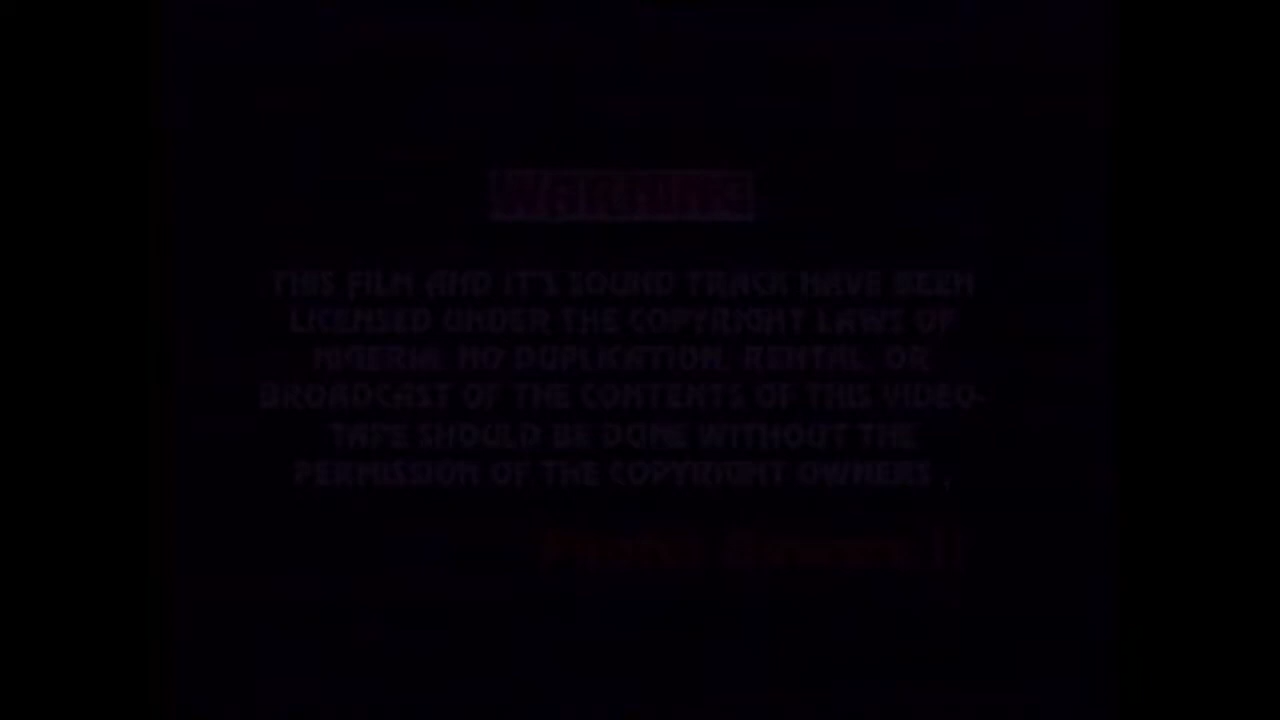 WARNING
THIS FILM AND IT'S SOUND TRACK HAVE BEEN
LICENSED UNDER THE COPYRIGHT LAWS OF
NIGERIA. NO DUPLICATION, RENTAL, OR
BROADCAST OF THE CONTENTS OF THIS VIDEO-
TAPE SHOULD BE DONE WITHOUT THE
PERMISSION OF THE COPYRIGHT OWNERS .